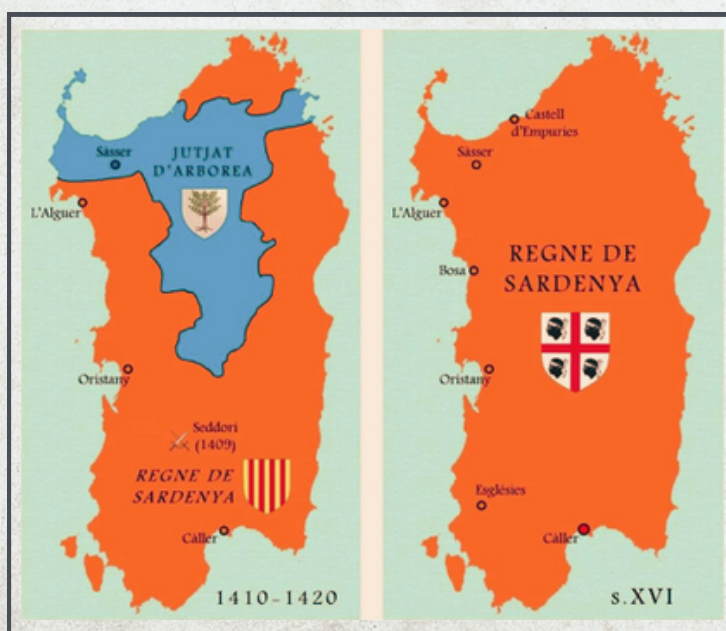 Sàsser
JUTJAT
D'ARBOREA
L'Alguer
Oristany
Seddori
(1409)
REGNE DE
SARDENYA
Càller
1410-1420
Castell
d'Empuries
Sàsser
L'Alguer
REGNE DE
SARDENYA
Bosa
Oristany
Esglésies
Càller
s.XVI